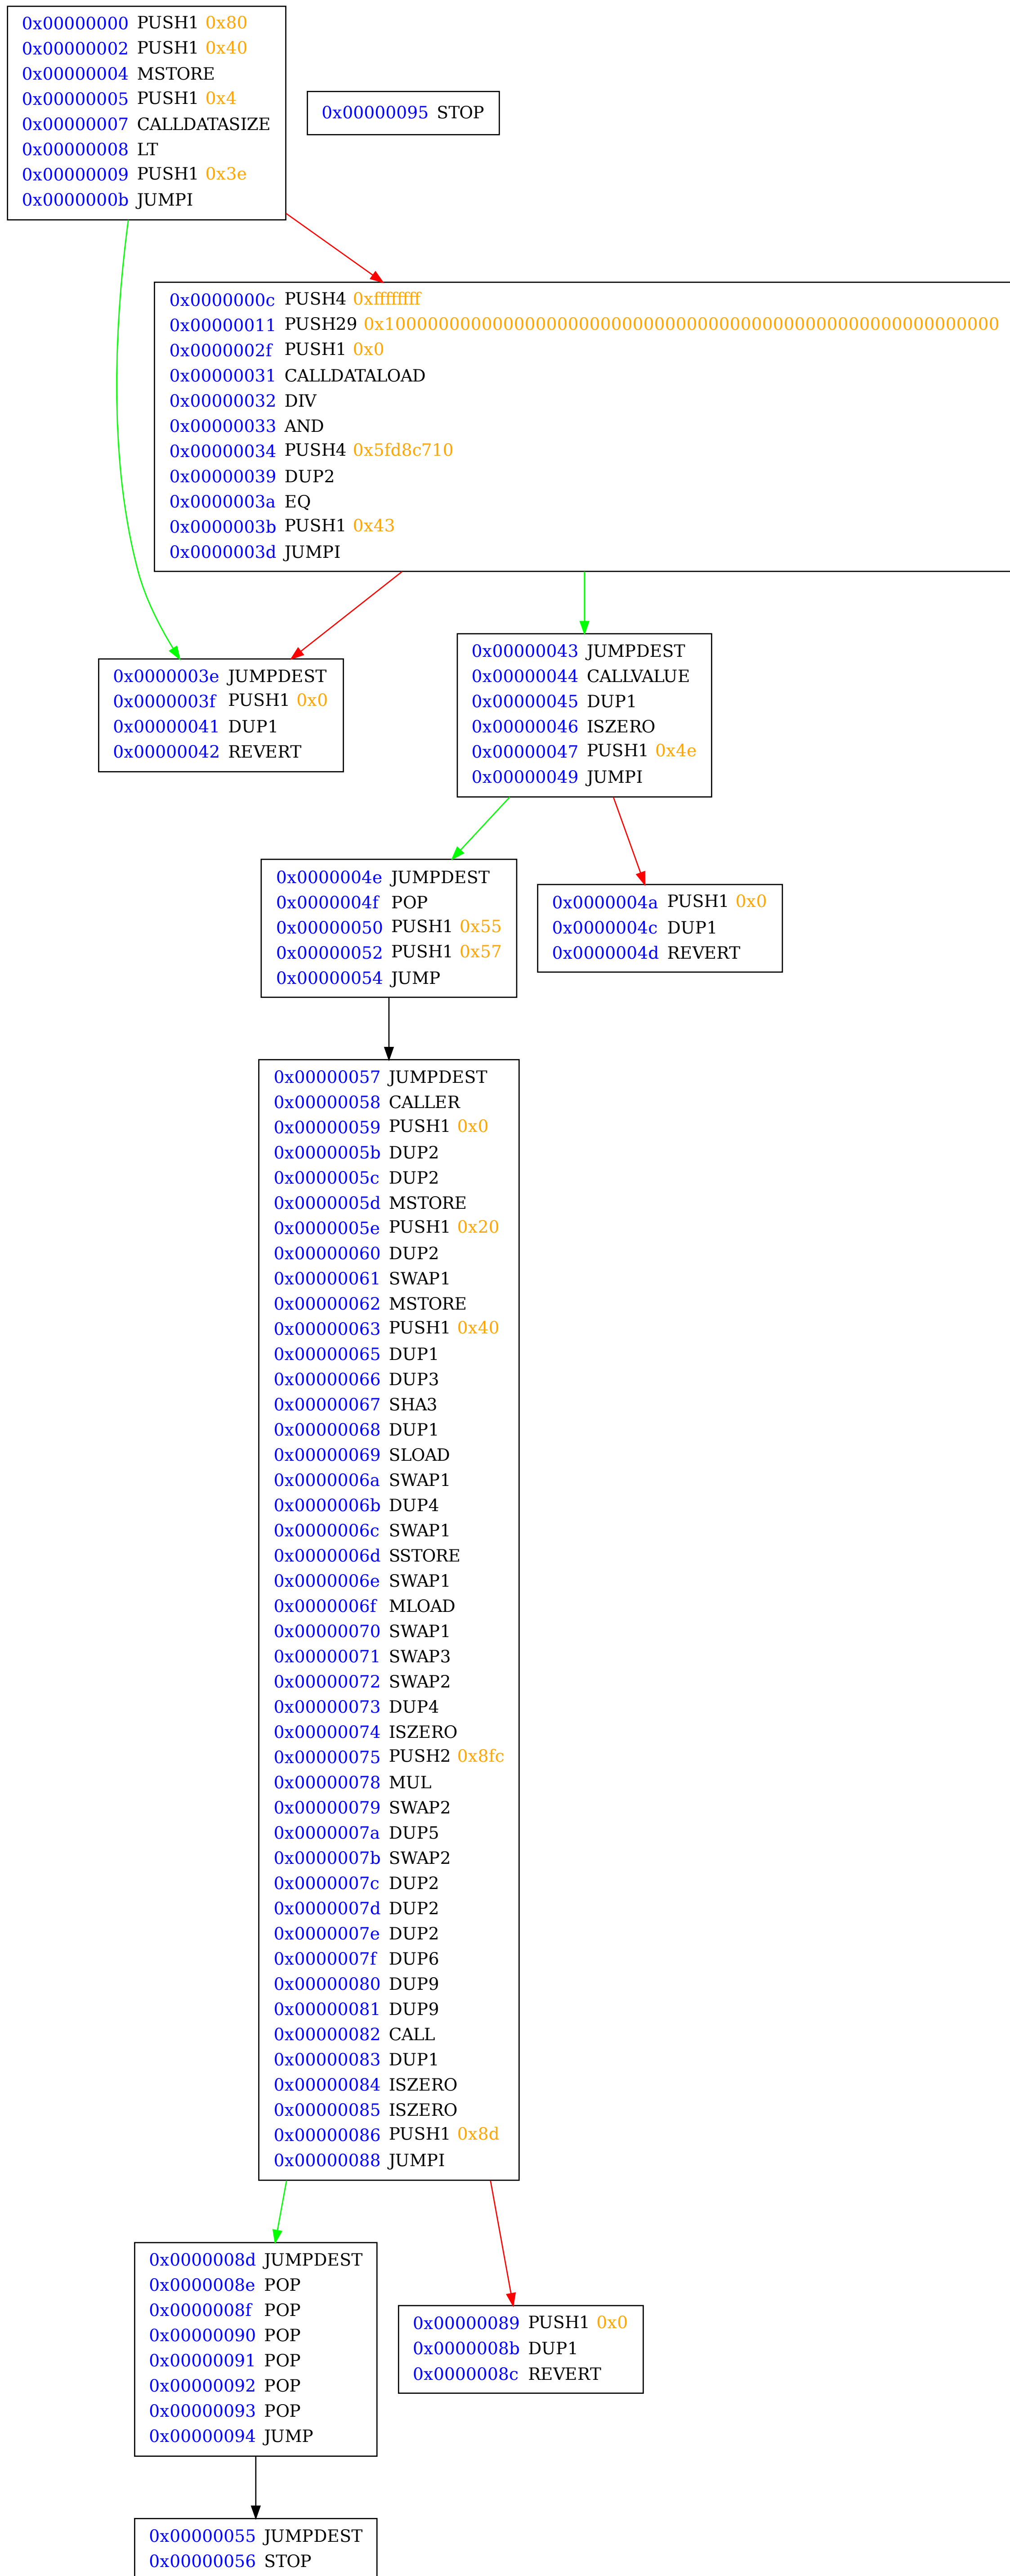 0x00000000 PUSH1 0x80
0x00000002 PUSH1 0x40
0x00000004 MSTORE
0x00000005 PUSH1 0x4
0x00000007 CALLDATASIZE
0x00000008 LT
0x00000009 PUSH1 0x3e
0x0000000b JUMPI
0x00000095 STOP
0x0000000c PUSH4 0xffffffff
0x00000011 PUSH29 0x100000000000000000000000000000000000000000000000000000000
0x0000002f PUSH1 0x0
0x00000031 CALLDATALOAD
0x00000032 DIV
0x00000033 AND
0x00000034 PUSH4 0x5fd8c710
0x00000039 DUP2
0x0000003a EQ
0x0000003b PUSH1 0x43
0x0000003d JUMPI
0x0000003e JUMPDEST
0x0000003f PUSH1 0x0
0x00000041 DUP1
0x00000042 REVERT
0x00000043 JUMPDEST
0x00000044 CALLVALUE
0x00000045 DUP1
0x00000046 ISZERO
0x00000047 PUSH1 0x4e
0x00000049 JUMPI
0x0000004e JUMPDEST
0x0000004f POP
0x00000050 PUSH1 0x55
0x00000052 PUSH1 0x57
0x00000054 JUMP
0x0000004a PUSH1 0x0
0x0000004c DUP1
0x0000004d REVERT
0x00000057 JUMPDEST
0x00000058 CALLER
0x00000059 PUSH1 0x0
0x0000005b DUP2
0x0000005c DUP2
0x0000005d MSTORE
0x0000005e PUSH1 0x20
0x00000060 DUP2
0x00000061 SWAP1
0x00000062 MSTORE
0x00000063 PUSH1 0x40
0x00000065 DUP1
0x00000066 DUP3
0x00000067 SHA3
0x00000068 DUP1
0x00000069 SLOAD
0x0000006a SWAP1
0x0000006b DUP4
0x0000006c SWAP1
0x0000006d SSTORE
0x0000006e SWAP1
0x0000006f MLOAD
0x00000070 SWAP1
0x00000071 SWAP3
0x00000072 SWAP2
0x00000073 DUP4
0x00000074 ISZERO
0x00000075 PUSH2 0x8fc
0x00000078 MUL
0x00000079 SWAP2
0x0000007a DUP5
0x0000007b SWAP2
0x0000007c DUP2
0x0000007d DUP2
0x0000007e DUP2
0x0000007f DUP6
0x00000080 DUP9
0x00000081 DUP9
0x00000082 CALL
0x00000083 DUP1
0x00000084 ISZERO
0x00000085 ISZERO
0x00000086 PUSH1 0x8d
0x00000088 JUMPI
0x0000008d JUMPDEST
0x0000008e POP
0x0000008f POP
0x00000090 POP
0x00000091 POP
0x00000092 POP
0x00000093 POP
0x00000094 JUMP
0x00000089 PUSH1 0x0
0x0000008b DUP1
0x0000008c REVERT
0x00000055 JUMPDEST
0x00000056 STOP